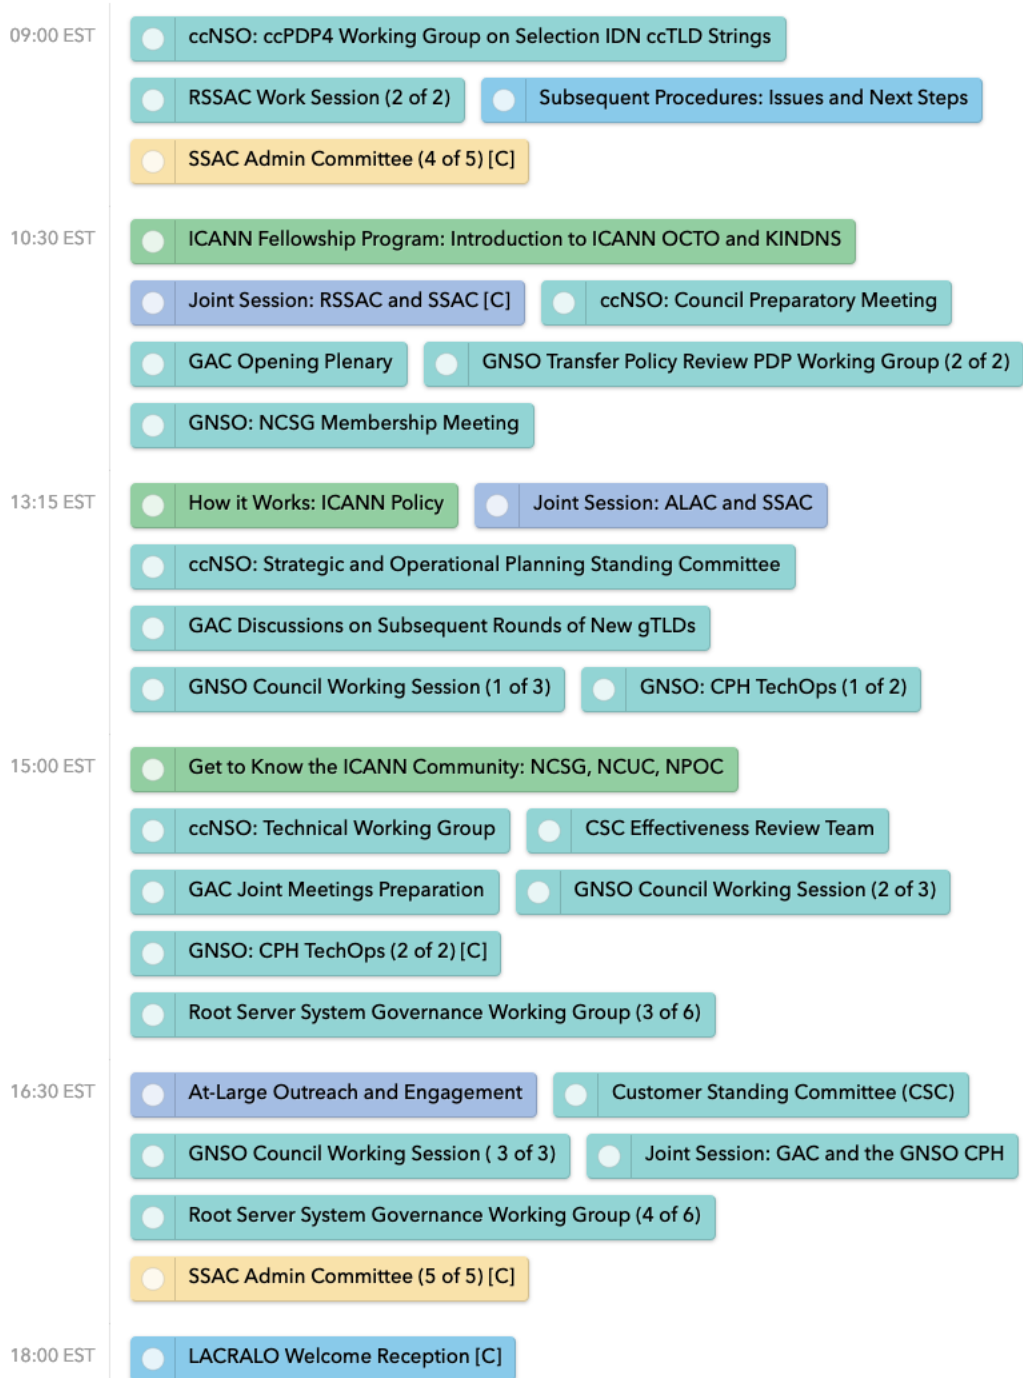 09:00 EST
ccNSO: ccPDP4 Working Group on Selection IDN ccTLD Strings
RSSAC Work Session (2 of 2)
Subsequent Procedures: Issues and Next Steps
SSAC Admin Committee (4 of 5) [C]
10:30 EST
ICANN Fellowship Program: Introduction to ICANN OCTO and KINDNS
Joint Session: RSSAC and SSAC [C]
ccNSO: Council Preparatory Meeting
GAC Opening Plenary
GNSO Transfer Policy Review PDP Working Group (2 of 2)
GNSO: NCSG Membership Meeting
13:15 EST
How it Works: ICANN Policy
Joint Session: ALAC and SSAC
ccNSO: Strategic and Operational Planning Standing Committee
GAC Discussions on Subsequent Rounds of New gTLDs
GNSO Council Working Session (1 of 3)
GNSO: CPH TechOps (1 of 2)
15:00 EST
Get to Know the ICANN Community: NCSG, NCUC, NPOC
ccNSO: Technical Working Group
CSC Effectiveness Review Team
GAC Joint Meetings Preparation
GNSO Council Working Session (2 of 3)
GNSO: CPH TechOps (2 of 2) [C]
Root Server System Governance Working Group (3 of 6)
16:30 EST
At-Large Outreach and Engagement
Customer Standing Committee (CSC)
GNSO Council Working Session ( 3 of 3)
Joint Session: GAC and the GNSO CPH
Root Server System Governance Working Group (4 of 6)
SSAC Admin Committee (5 of 5) [C]
18:00 EST
LACRALO Welcome Reception [C]